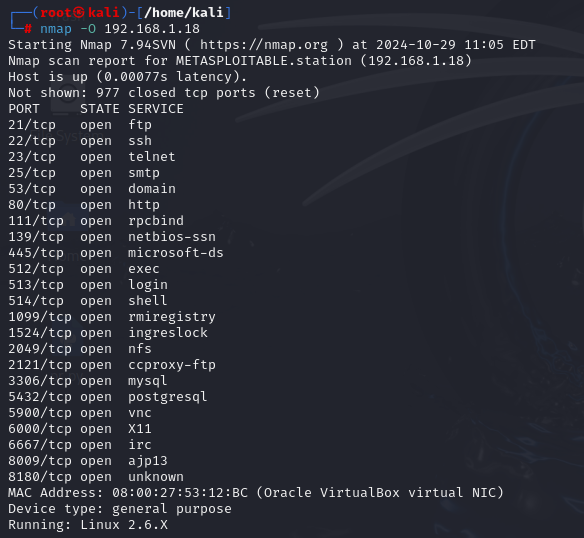 ┌──(root㉿kali)-[/home/kali]
└─# nmap -O 192.168.1.18
Starting Nmap 7.94SVN ( https://nmap.org ) at 2024-10-29 11:05 EDT
Nmap scan report for METASPLOITABLE.station (192.168.1.18)
Host is up (0.00077s latency).
Not shown: 977 closed tcp ports (reset)
PORT     STATE SERVICE
21/tcp   open  ftp
22/tcp   open  ssh
23/tcp   open  telnet
25/tcp   open  smtp
53/tcp   open  domain
80/tcp   open  http
111/tcp  open  rpcbind
139/tcp  open  netbios-ssn
445/tcp  open  microsoft-ds
512/tcp  open  exec
513/tcp  open  login
514/tcp  open  shell
1099/tcp open  rmiregistry
1524/tcp open  ingreslock
2049/tcp open  nfs
2121/tcp open  ccproxy-ftp
3306/tcp open  mysql
5432/tcp open  postgresql
5900/tcp open  vnc
6000/tcp open  X11
6667/tcp open  irc
8009/tcp open  ajp13
8180/tcp open  unknown
MAC Address: 08:00:27:53:12:BC (Oracle VirtualBox virtual NIC)
Device type: general purpose
Running: Linux 2.6.X